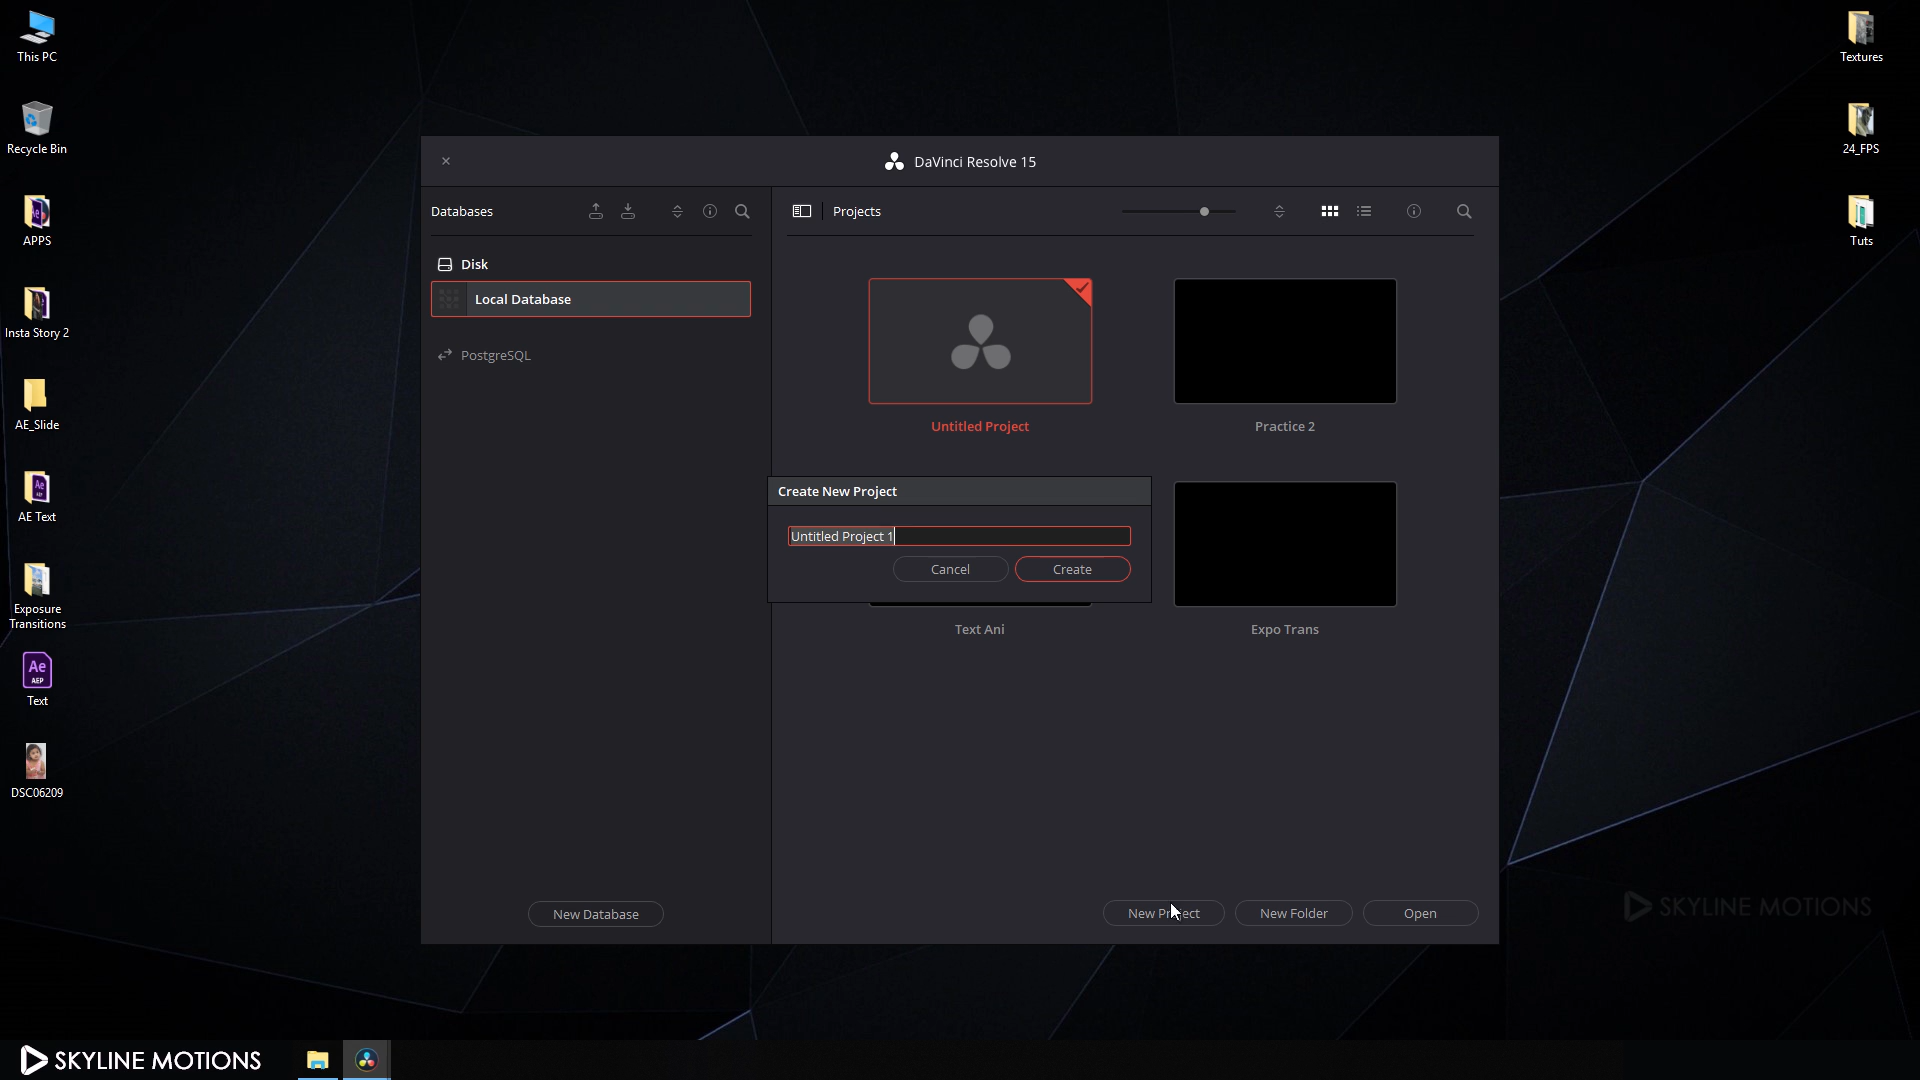 This PC
Recycle Bin
APPS
Insta Story 2
AE_Slide
AE Text
Exposure
Transitions
Ae
AEP
Text
DSC06209
DaVinci Resolve 15
Databases
Disk
Local Database
PostgreSQL
New Database
Projects
Untitled Project
Practice 2
Create New Project
Untitled Project 1
Cancel
Create
Text Ani
Expo Trans
New Project
New Folder
Open
Textures
24_FPS
Tuts
SKYLINE MOTIONS
SKYLINE MOTIONS